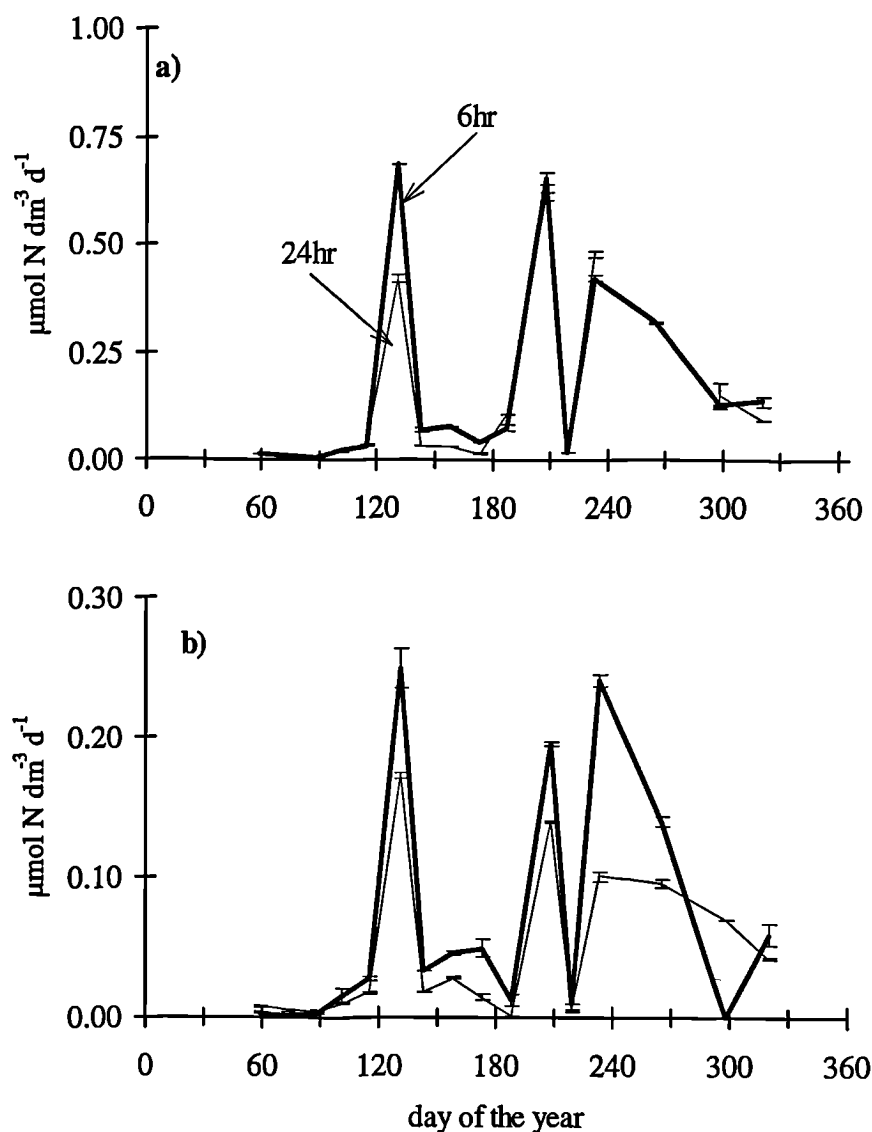 1.00
a)
6hr
0.75
µmol N dm⁻³ d⁻¹
0.50
24hr
0.25
0.00
0 60 120 180 240 300 360
0.30
b)
µmol N dm⁻³ d⁻¹
0.20
0.10
0.00
0 60 120 180 240 300 360
day of the year